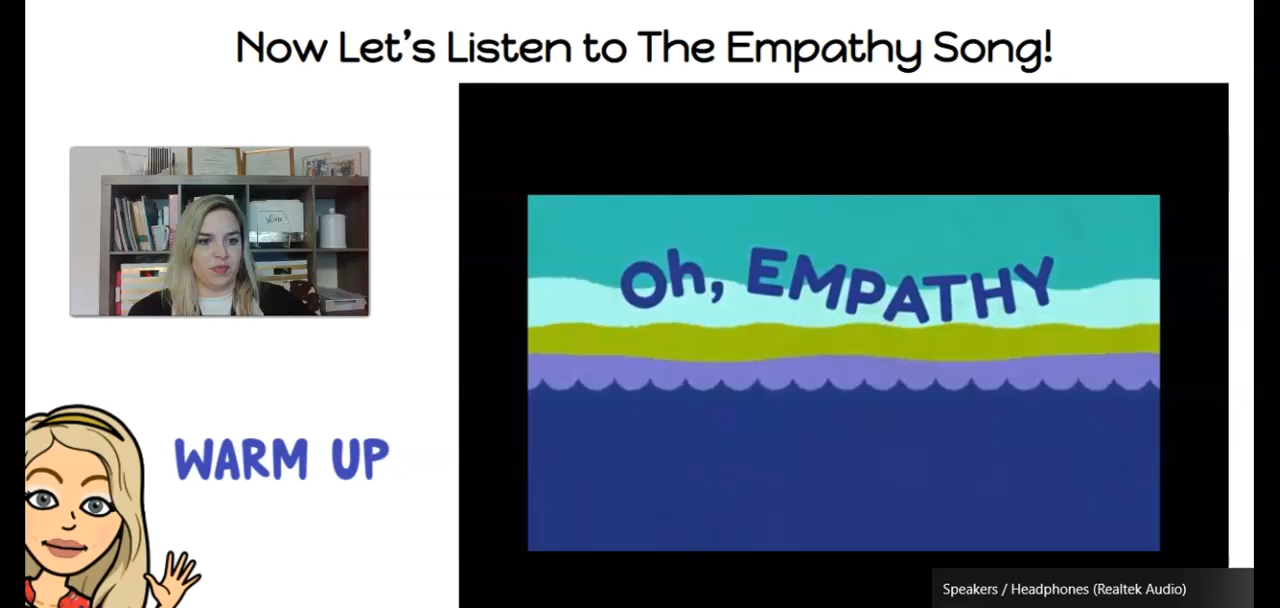 Now Let's Listen to The Empathy Song!
Oh, EMPATHY
WARM UP
Speakers / Headphones (Realtek Audio)